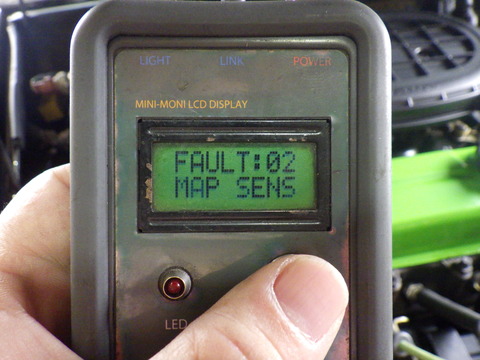 LIGHT LINK POWER
MINI-MONI LCD DISPLAY
FAULT:02
MAP SENS
LED